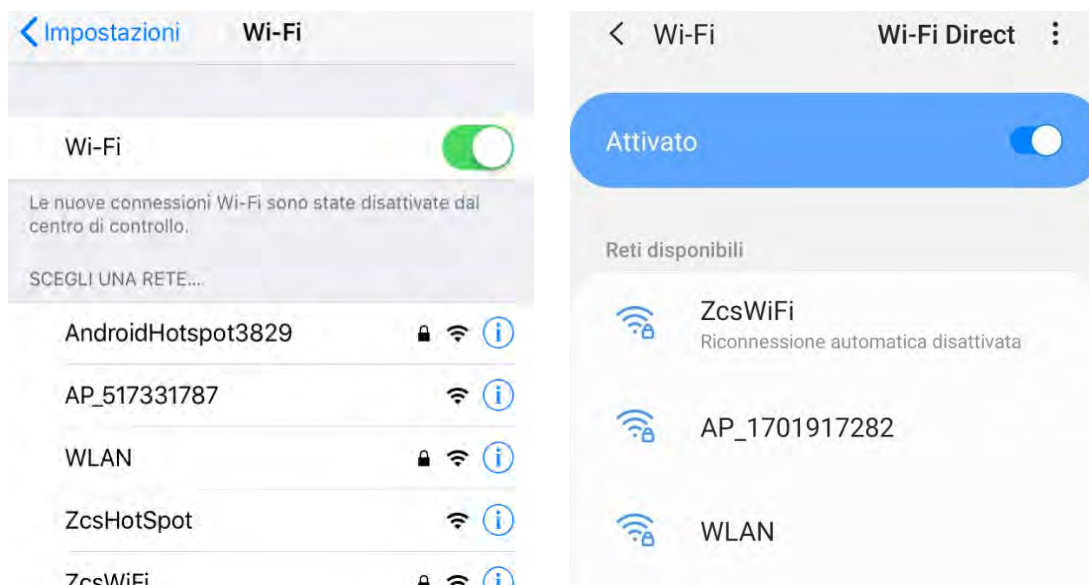 Impostazioni Wi-Fi
Wi-Fi
Le nuove connessioni Wi-Fi sono state disattivate dal
centro di controllo.
SCEGLI UNA RETE...
AndroidHotspot3829
AP_517331787
WLAN
ZcsHotSpot
ZcsWiFi
Wi-Fi Wi-Fi Direct
Attivato
Reti disponibili
ZcsWiFi
Riconnessione automatica disattivata
AP_1701917282
WLAN